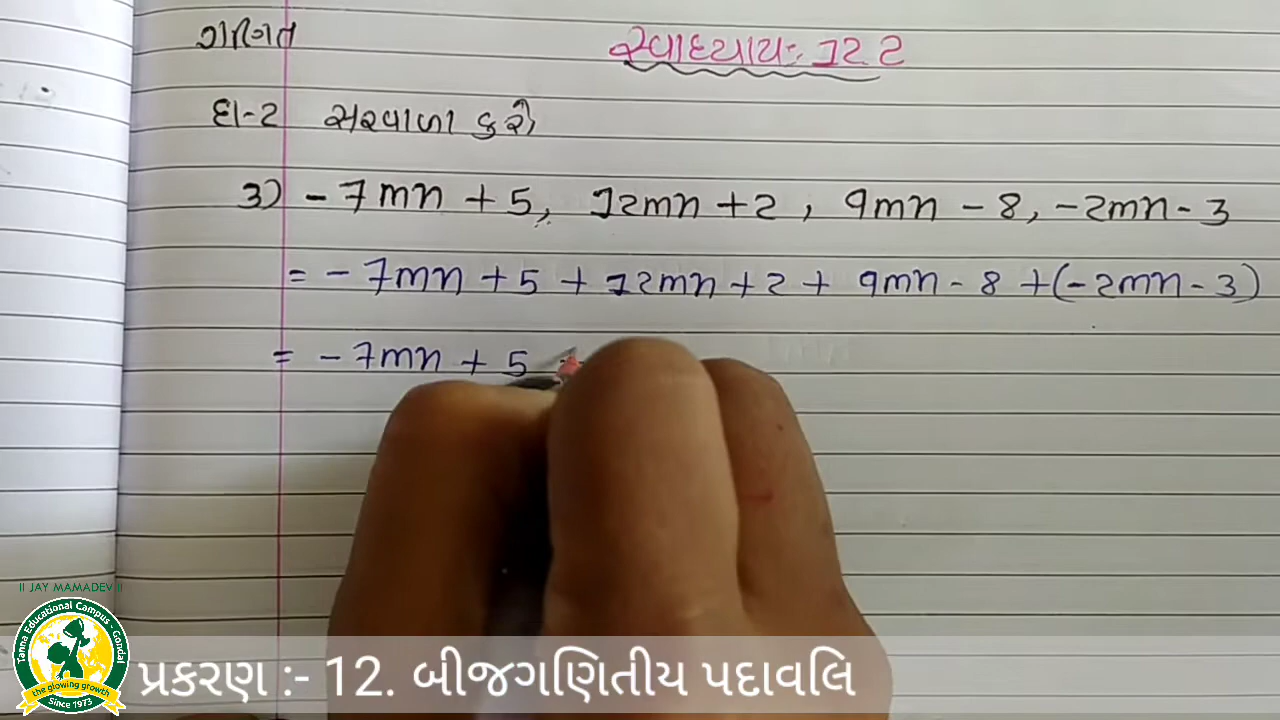 ગણિત
સ્વાધ્યાય:- 12.2
દા-2 સરવાળા કરો
3) - 7mn + 5, 12mn + 2, 9mn - 8, -2mn - 3
= - 7mn + 5 + 12mn + 2 + 9mn - 8 + (-2mn - 3)
= - 7mn + 5
॥ JAY MAMADEV ॥
Tanna Educational Campus - Gondal
the glowing growth
Since 1973
પ્રકરણ :- 12. બીજગણિતીય પદાવલિ